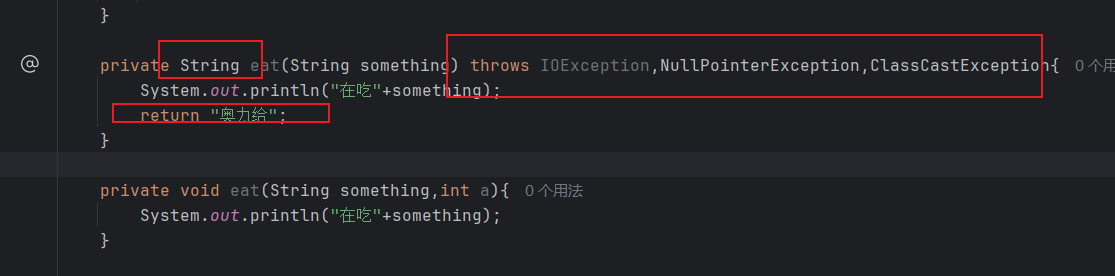 }
private String eat(String something) throws IOException,NullPointerException,ClassCastException{ 0个用
System.out.println("在吃"+something);
return "奥力给";
}
private void eat(String something,int a){ 0个用法
System.out.println("在吃"+something);
}